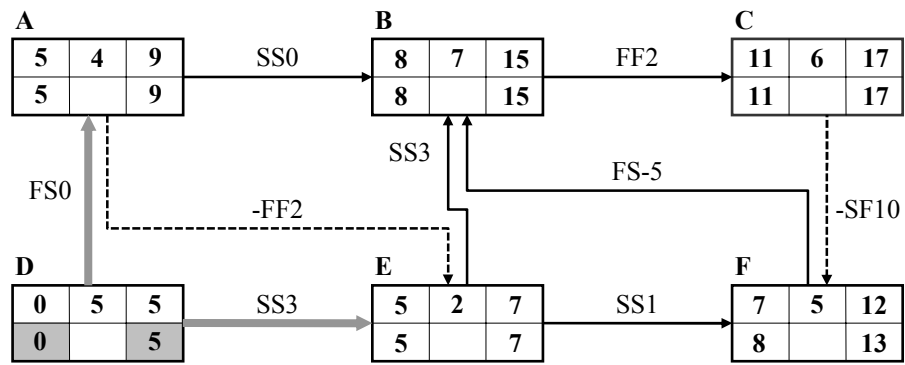 A B C
5 4 9 SS0 8 7 15 FF2 11 6 17
5 9 8 15 11 17
SS3
FS0 FS-5
-FF2 -SF10
D E F
0 5 5 SS3 5 2 7 SS1 7 5 12
0 5 5 7 8 13